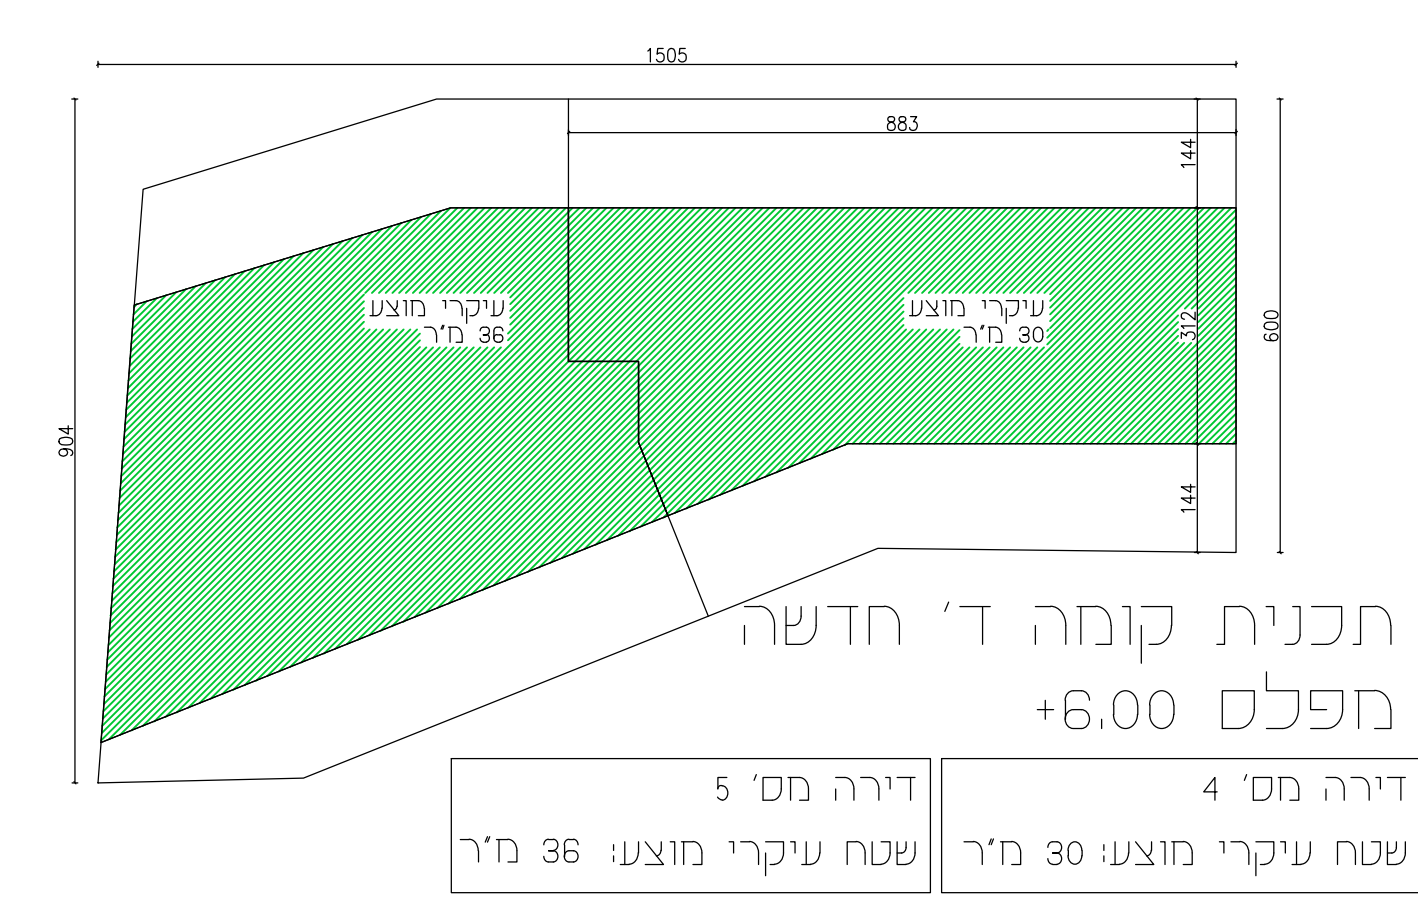 1505
883
144
עיקרי מוצע
36 מ"ר
עיקרי מוצע
30 מ"ר
312
600
904
144
תכנית קומה ד' חדשה
מפלס +6.00
דירה מס' 4
שטח עיקרי מוצע: 30 מ"ר
דירה מס' 5
שטח עיקרי מוצע: 36 מ"ר